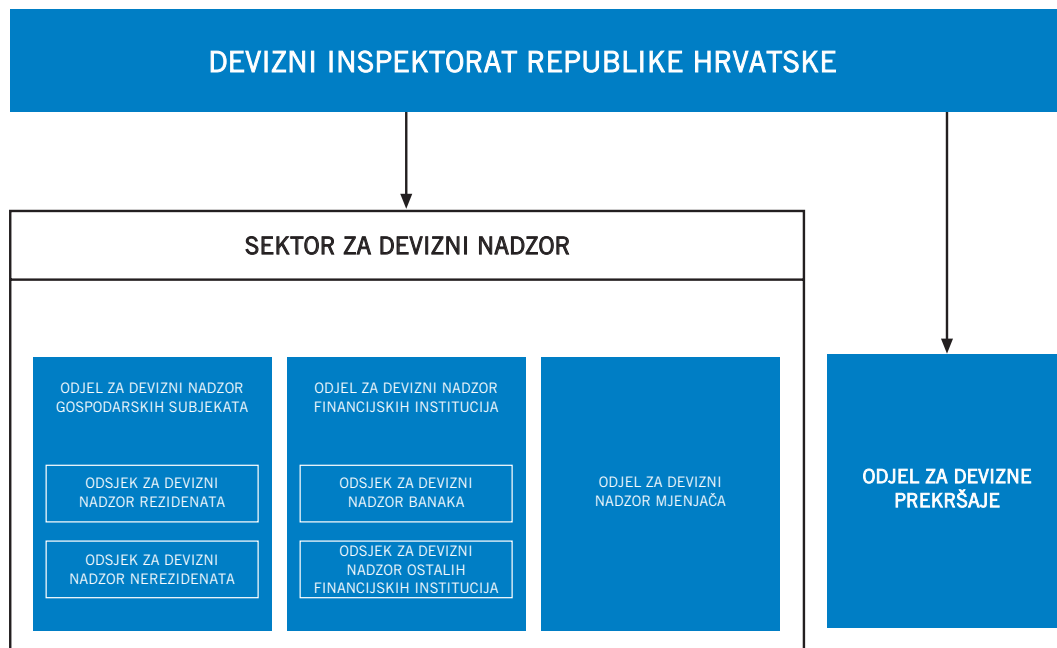 DEVIZNI INSPEKTORAT REPUBLIKE HRVATSKE
SEKTOR ZA DEVIZNI NADZOR
ODJEL ZA DEVIZNI NADZOR
GOSPODARSKIH SUBJEKATA
ODSJEK ZA DEVIZNI
NADZOR REZIDENATA
ODSJEK ZA DEVIZNI
NADZOR NEREZIDENATA
ODJEL ZA DEVIZNI NADZOR
FINANCIJSKIH INSTITUCIJA
ODSJEK ZA DEVIZNI
NADZOR BANAKA
ODSJEK ZA DEVIZNI
NADZOR OSTALIH
FINANCIJSKIH INSTITUCIJA
ODJEL ZA DEVIZNI
NADZOR MJENJAČA
ODJEL ZA DEVIZNE
PREKRŠAJE